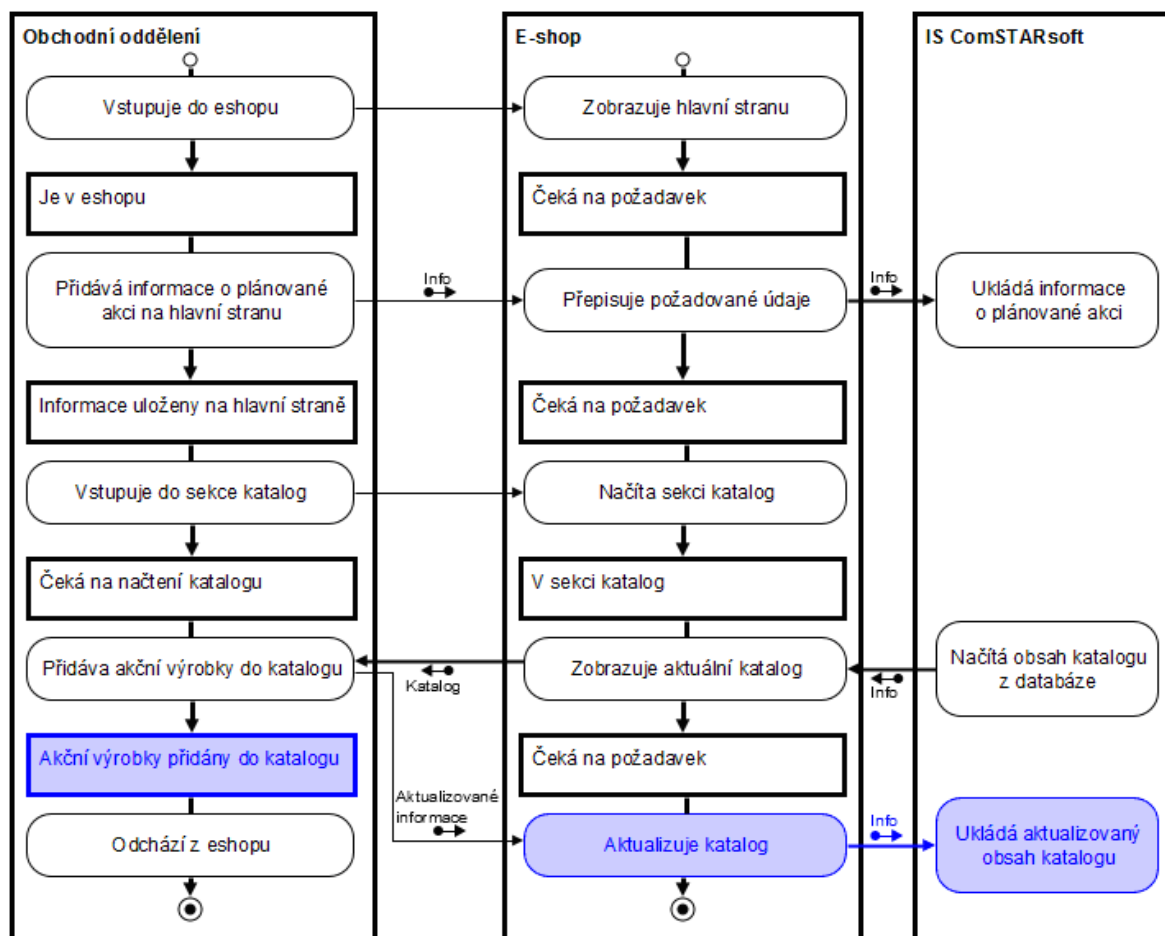 Obchodní oddělení
E-shop
IS ComSTARsoft
Vstupuje do eshopu
Zobrazuje hlavní stranu
Je v eshopu
Čeká na požadavek
Přidává informace o plánované
akci na hlavní stranu
Info
Přepisuje požadované údaje
Info
Ukládá informace
o plánované akci
Informace uloženy na hlavní straně
Čeká na požadavek
Vstupuje do sekce katalog
Načíta sekci katalog
Čeká na načtení katalogu
V sekci katalog
Přidáva akční výrobky do katalogu
Katalog
Zobrazuje aktuální katalog
Info
Načítá obsah katalogu
z databáze
Akční výrobky přidány do katalogu
Čeká na požadavek
Aktualizované
informace
Odchází z eshopu
Aktualizuje katalog
Info
Ukládá aktualizovaný
obsah katalogu